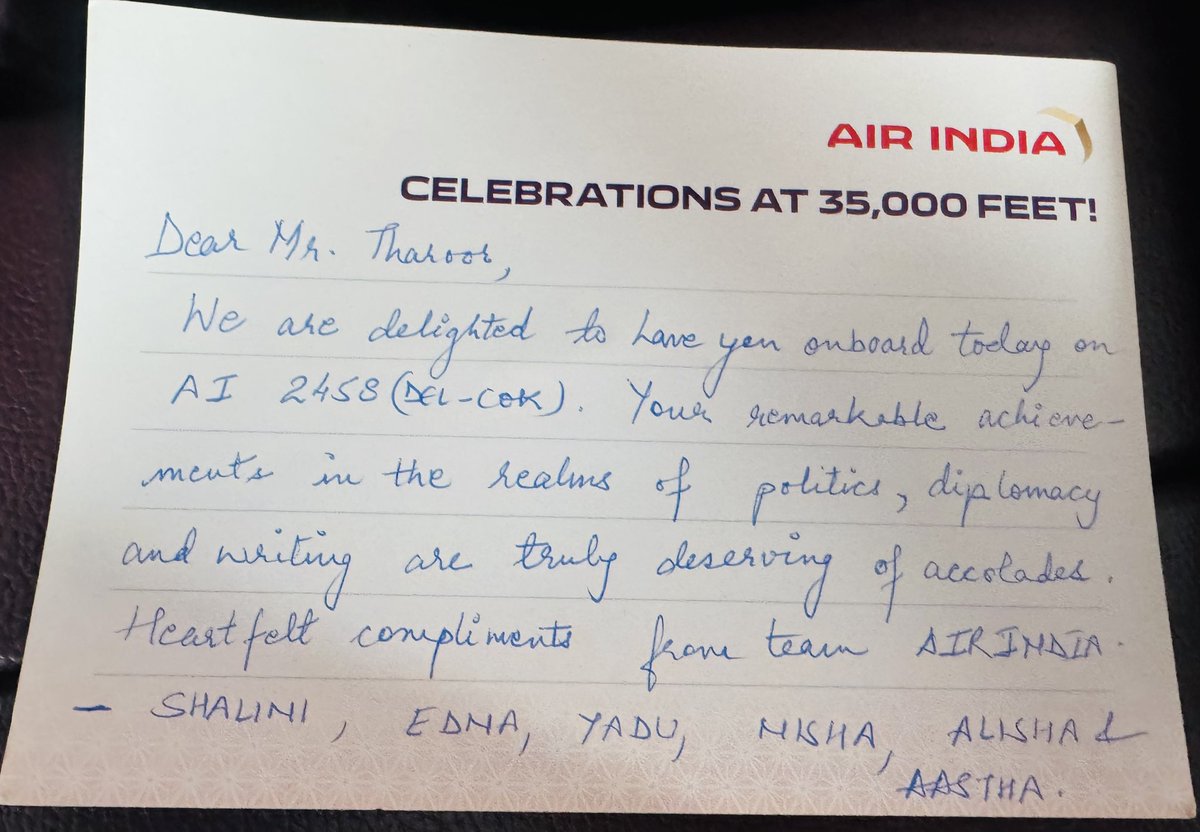 AIR INDIA
CELEBRATIONS AT 35,000 FEET!
Dear Mr. Tharoor,
We are delighted to have you onboard today on
AI 2458 (DEL-COK). Your remarkable achieve-
ments in the realms of politics, diplomacy
and writing are truly deserving of accolades.
Heartfelt compliments from team AIR INDIA.
- SHALINI, EDNA, YADU, NISHA, ALISHA &
AASTHA.